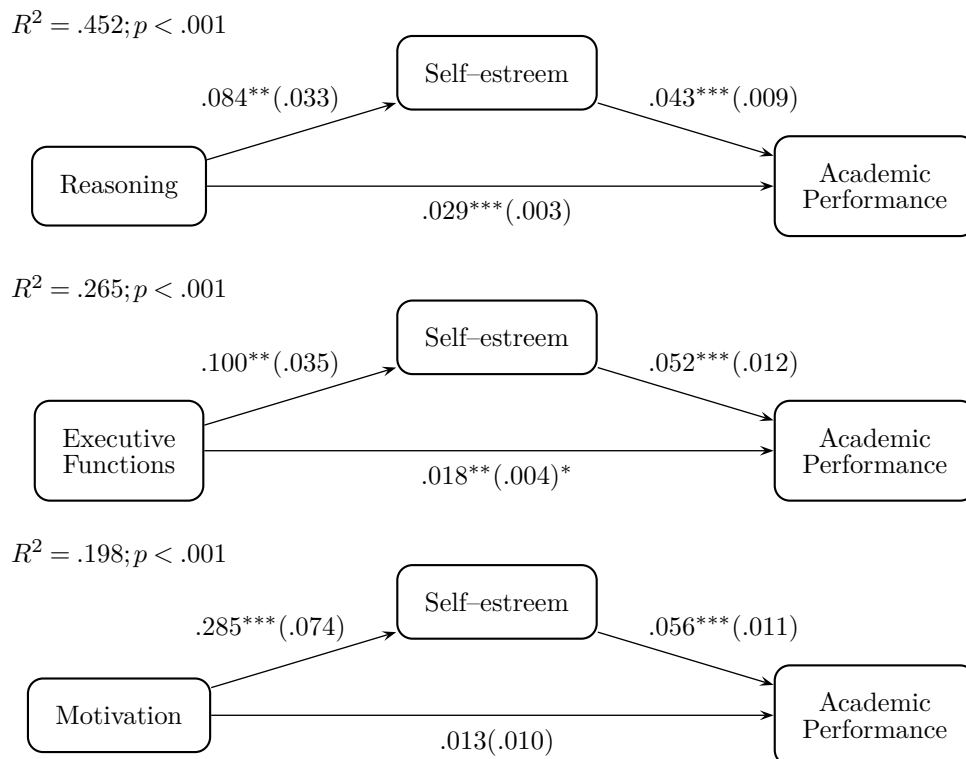 R² = .452; p < .001
Self–estreem
.084**(.033)
.043***(.009)
Reasoning
Academic
Performance
.029***(.003)
R² = .265; p < .001
Self–estreem
.100**(.035)
.052***(.012)
Executive
Functions
Academic
Performance
.018**(.004)*
R² = .198; p < .001
Self–estreem
.285***(.074)
.056***(.011)
Motivation
Academic
Performance
.013(.010)